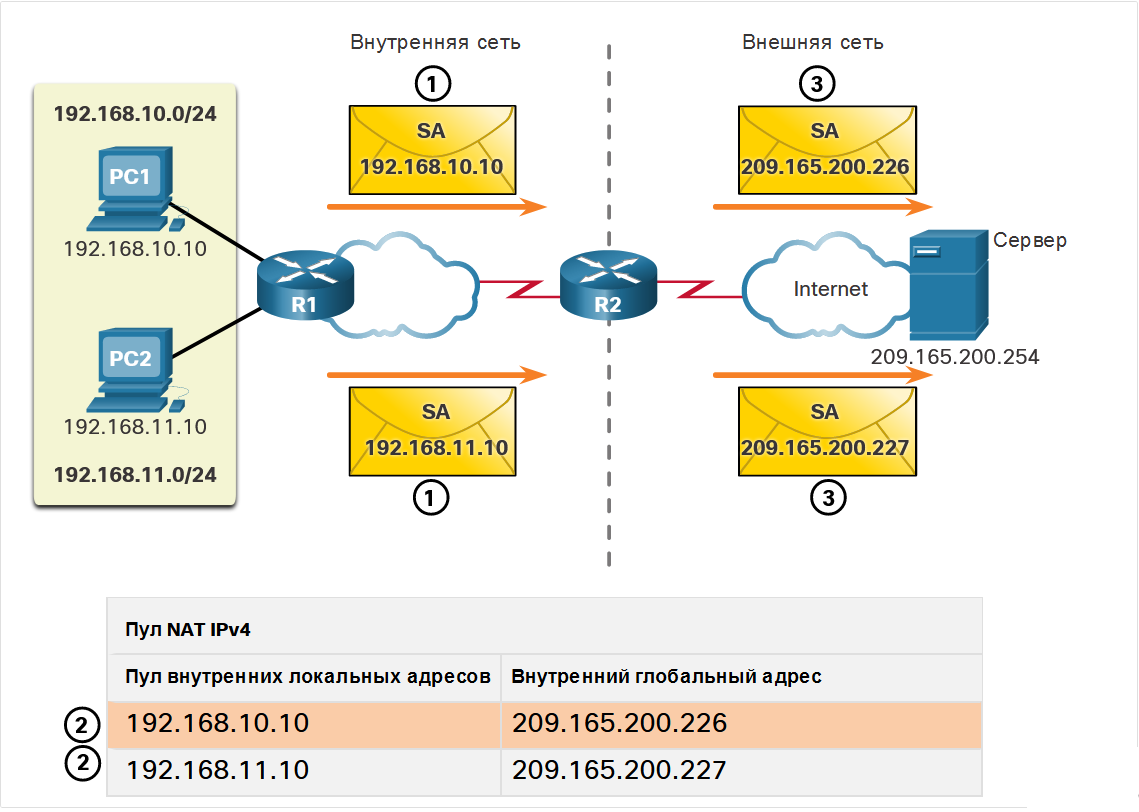 Внутренняя сеть
Внешняя сеть
1
3
192.168.10.0/24
SA
192.168.10.10
SA
209.165.200.226
PC1
192.168.10.10
Сервер
R1
R2
Internet
PC2
209.165.200.254
192.168.11.10
SA
192.168.11.10
SA
209.165.200.227
192.168.11.0/24
1
3
Пул NAT IPv4
Пул внутренних локальных адресов
Внутренний глобальный адрес
2
192.168.10.10
209.165.200.226
2
192.168.11.10
209.165.200.227